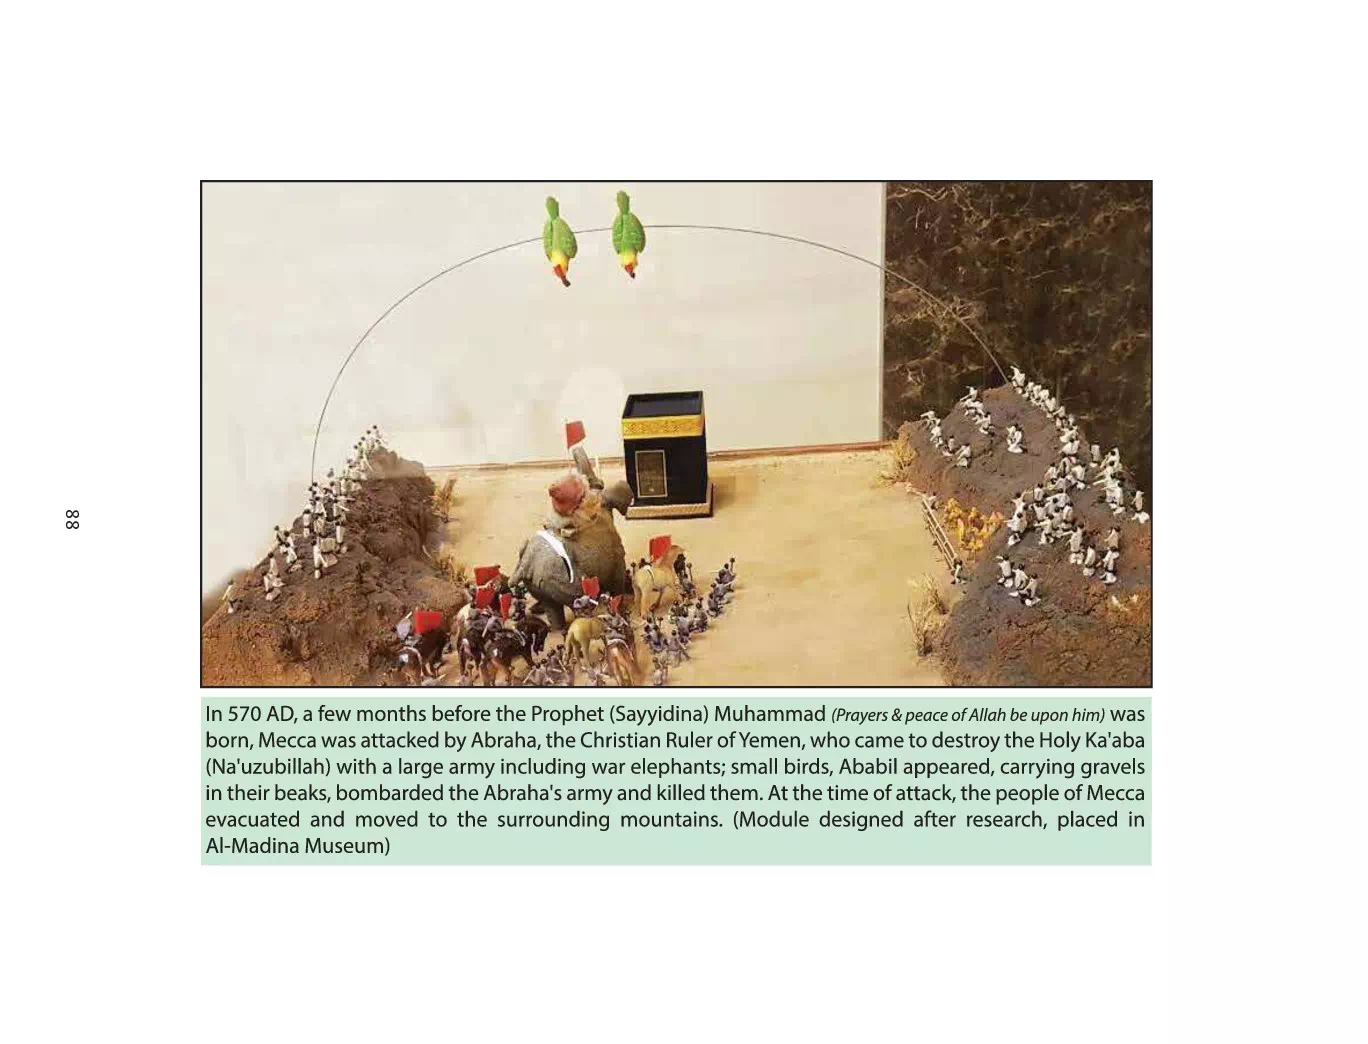 88
In 570 AD, a few months before the Prophet (Sayyidina) Muhammad (Prayers & peace of Allah be upon him) was
born, Mecca was attacked by Abraha, the Christian Ruler of Yemen, who came to destroy the Holy Ka'aba
(Na'uzubillah) with a large army including war elephants; small birds, Ababil appeared, carrying gravels
in their beaks, bombarded the Abraha's army and killed them. At the time of attack, the people of Mecca
evacuated and moved to the surrounding mountains. (Module designed after research, placed in
Al-Madina Museum)